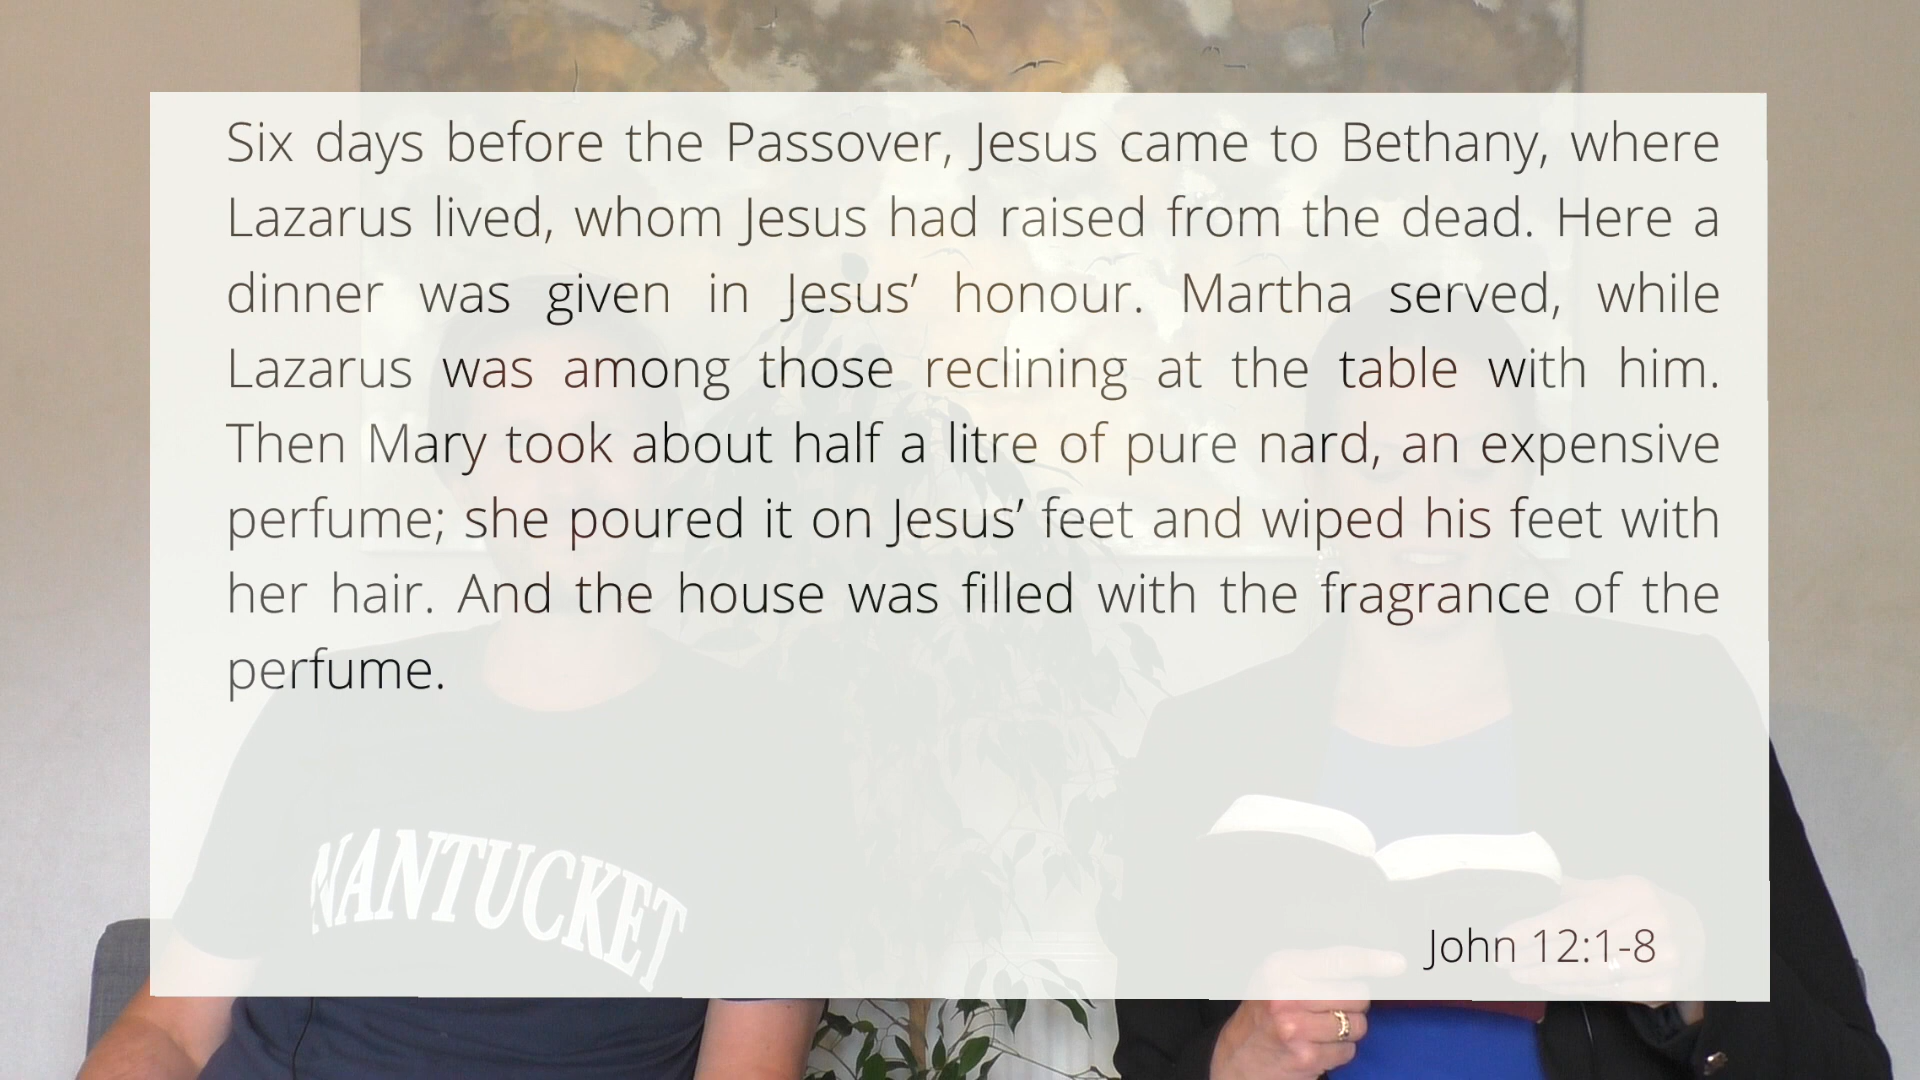 Six days before the Passover, Jesus came to Bethany, where
Lazarus lived, whom Jesus had raised from the dead. Here a
dinner was given in Jesus’ honour. Martha served, while
Lazarus was among those reclining at the table with him.
Then Mary took about half a litre of pure nard, an expensive
perfume; she poured it on Jesus’ feet and wiped his feet with
her hair. And the house was filled with the fragrance of the
perfume.
NANTUCKET
John 12:1-8